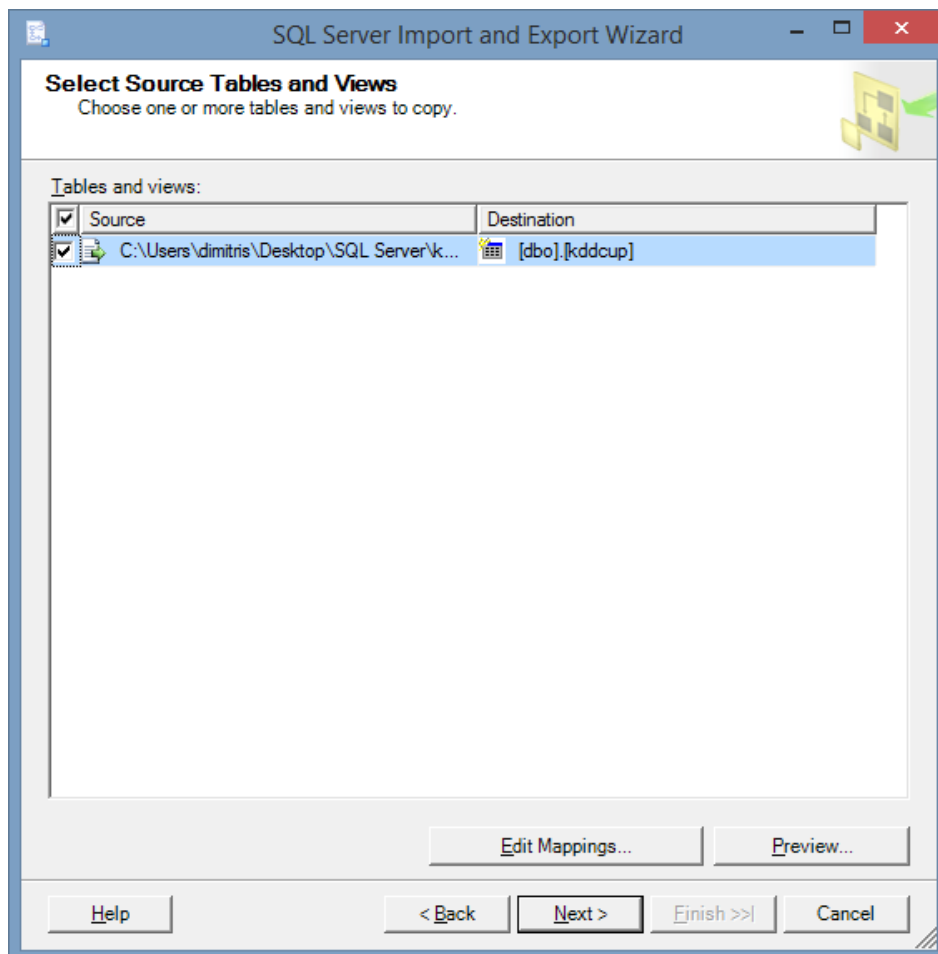 SQL Server Import and Export Wizard
Select Source Tables and Views
Choose one or more tables and views to copy.
Tables and views:
Source Destination
C:\Users\dimitris\Desktop\SQL Server\k... [dbo].[kddcup]
Edit Mappings... Preview...
Help < Back Next > Finish >>| Cancel